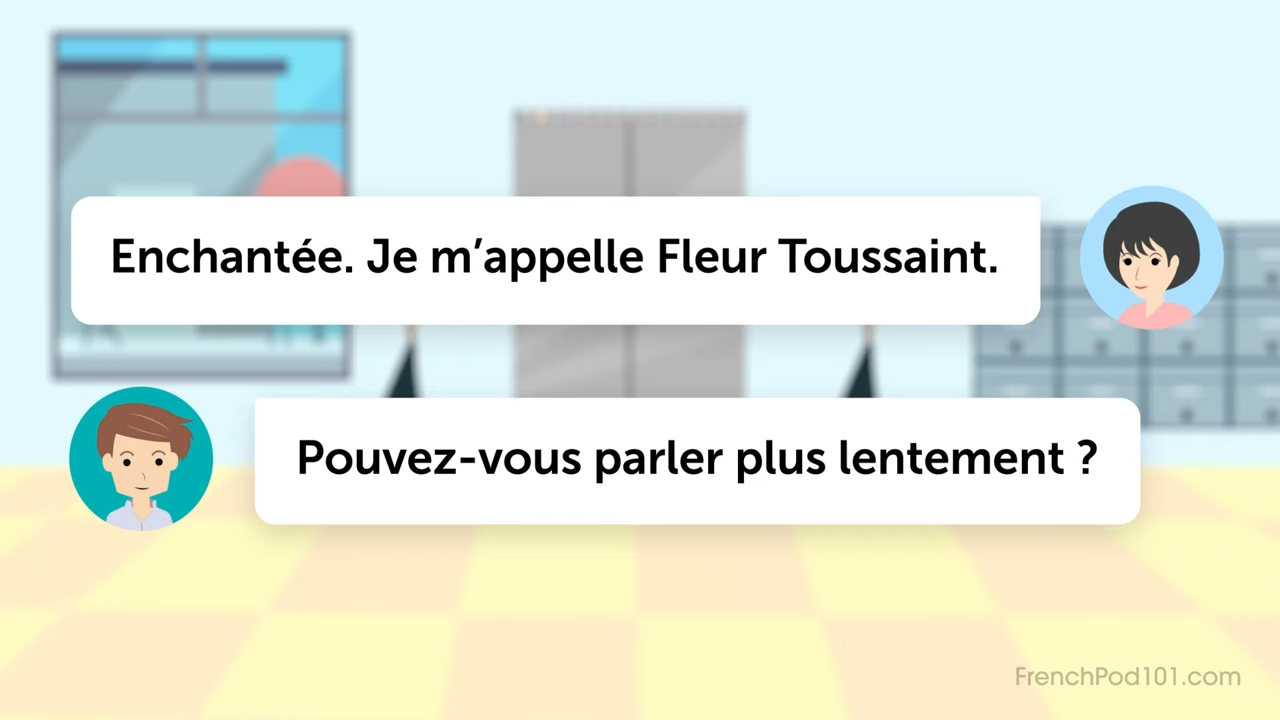 Enchantée. Je m’appelle Fleur Toussaint.
Pouvez-vous parler plus lentement ?
FrenchPod101.com